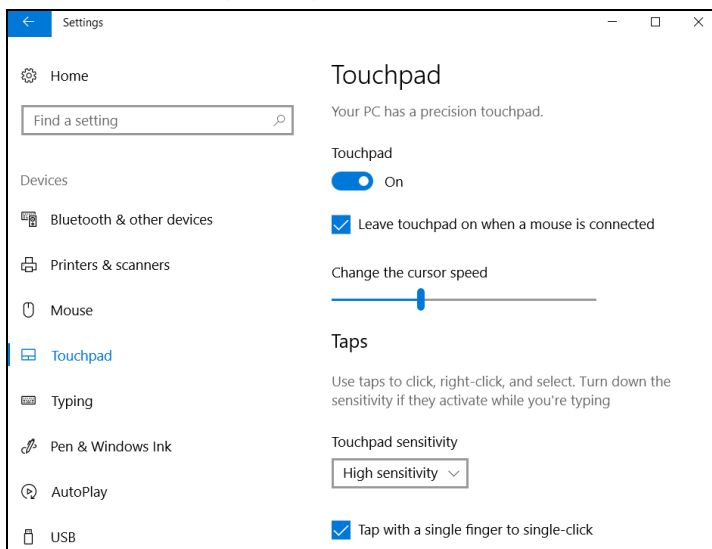 Settings
Home
Find a setting
Devices
Bluetooth & other devices
Printers & scanners
Mouse
Touchpad
Typing
Pen & Windows Ink
AutoPlay
USB
Touchpad
Your PC has a precision touchpad.
Touchpad
On
Leave touchpad on when a mouse is connected
Change the cursor speed
Taps
Use taps to click, right-click, and select. Turn down the
sensitivity if they activate while you're typing
Touchpad sensitivity
High sensitivity
Tap with a single finger to single-click